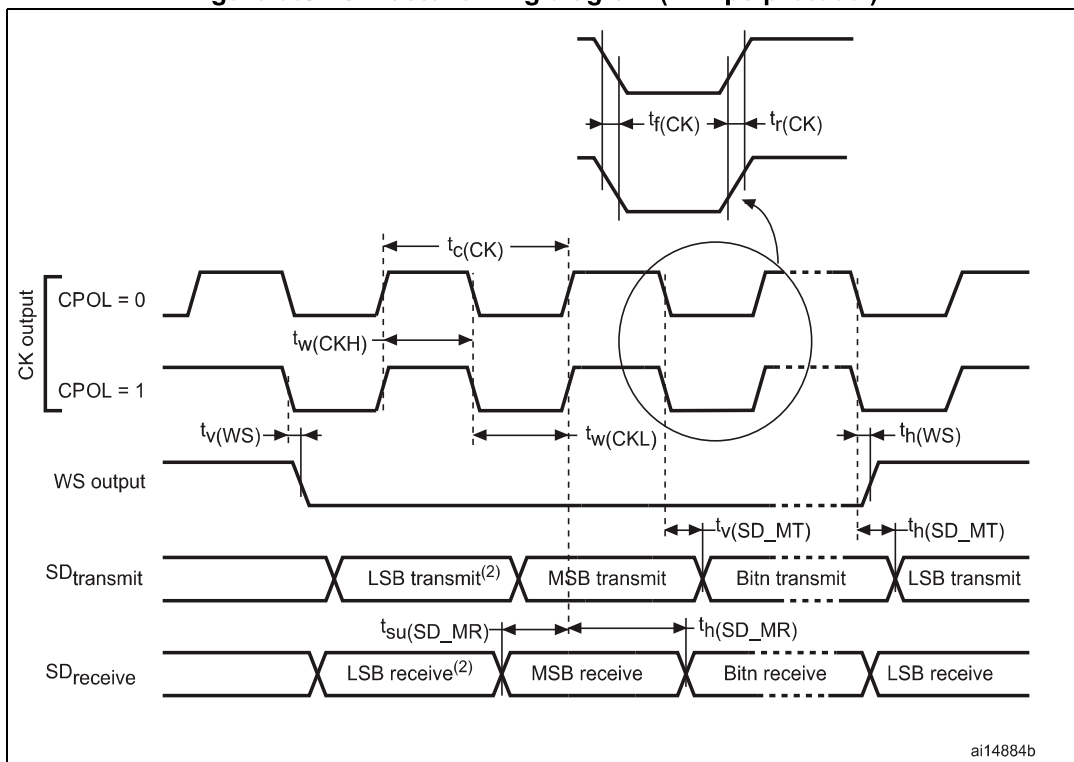 tf(CK)
tr(CK)
tc(CK)
CK output
CPOL = 0
tw(CKH)
CPOL = 1
tv(WS)
tw(CKL)
th(WS)
WS output
tv(SD_MT)
th(SD_MT)
SDtransmit
LSB transmit(2)
MSB transmit
Bitn transmit
LSB transmit
tsu(SD_MR)
th(SD_MR)
SDreceive
LSB receive(2)
MSB receive
Bitn receive
LSB receive
ai14884b